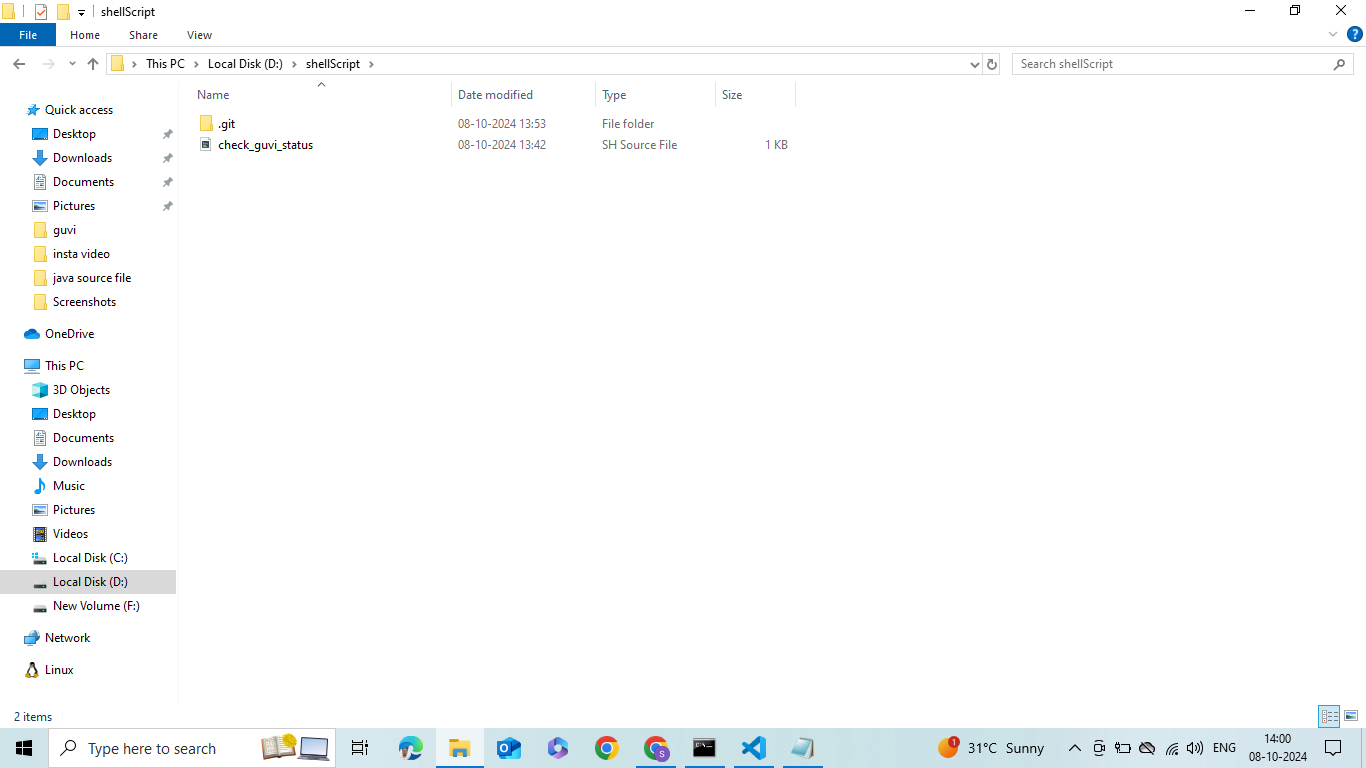 shellScript
File Home Share View
This PC Local Disk (D:) shellScript
Search shellScript
Name Date modified Type Size
.git 08-10-2024 13:53 File folder
check_guvi_status 08-10-2024 13:42 SH Source File 1 KB
Quick access
Desktop
Downloads
Documents
Pictures
guvi
insta video
java source file
Screenshots
OneDrive
This PC
3D Objects
Desktop
Documents
Downloads
Music
Pictures
Videos
Local Disk (C:)
Local Disk (D:)
New Volume (F:)
Network
Linux
2 items
Type here to search
1
S
31°C Sunny
ENG
14:00
08-10-2024